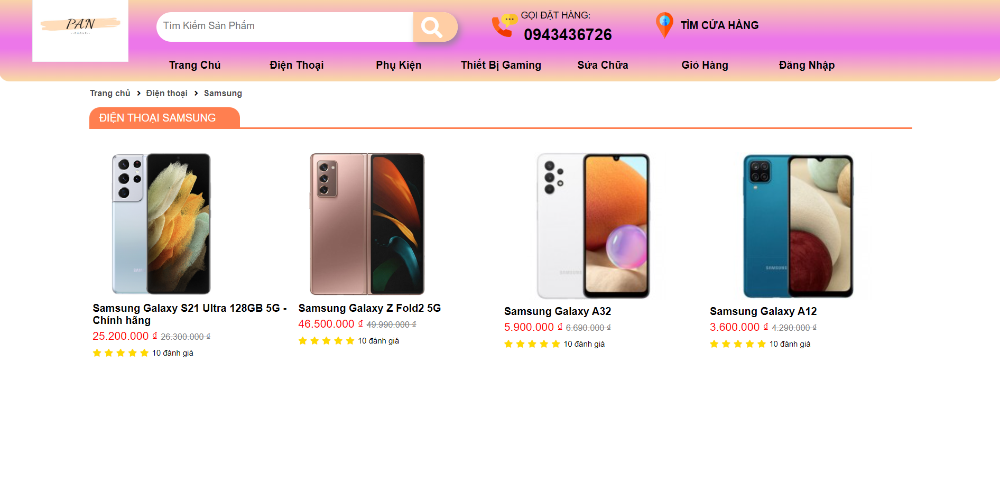 PAN
..PHONE..
Tìm Kiếm Sản Phẩm
GỌI ĐẶT HÀNG:
0943436726
TÌM CỬA HÀNG
Trang Chủ
Điện Thoại
Phụ Kiện
Thiết Bị Gaming
Sửa Chữa
Giỏ Hàng
Đăng Nhập
Trang chủ > Điện thoại > Samsung
ĐIỆN THOẠI SAMSUNG
SAM
SAMSUNG
SAMSUNG
Samsung Galaxy S21 Ultra 128GB 5G -
Chính hãng
25.200.000 ₫ 26.300.000 ₫
10 đánh giá
Samsung Galaxy Z Fold2 5G
46.500.000 ₫ 49.990.000 ₫
10 đánh giá
Samsung Galaxy A32
5.900.000 ₫ 6.690.000 ₫
10 đánh giá
Samsung Galaxy A12
3.600.000 ₫ 4.290.000 ₫
10 đánh giá